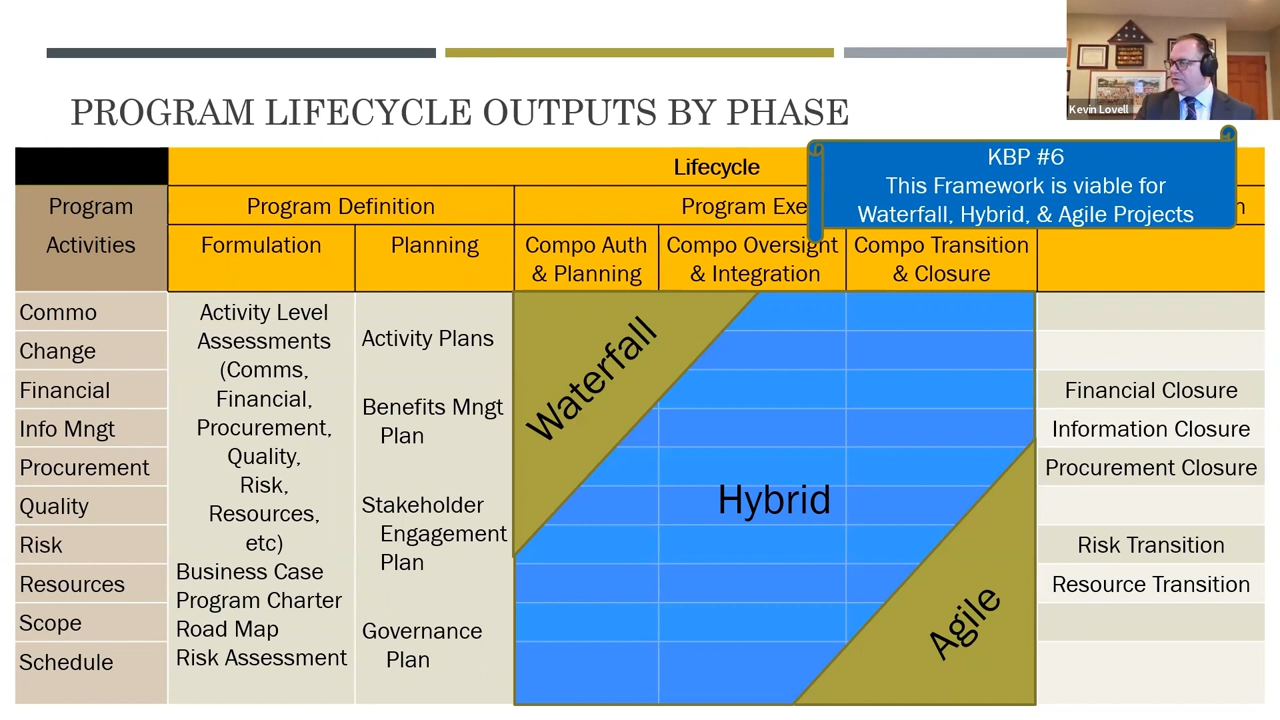 Kevin Lovell
PROGRAM LIFECYCLE OUTPUTS BY PHASE
KBP #6
This Framework is viable for
Waterfall, Hybrid, & Agile Projects
Lifecycle
Program
Activities
Program Definition
Program Exe
n
Formulation
Planning
Compo Auth
& Planning
Compo Oversight
& Integration
Compo Transition
& Closure
Commo
Change
Financial
Info Mngt
Procurement
Quality
Risk
Resources
Scope
Schedule
Activity Level
Assessments
(Comms,
Financial,
Procurement,
Quality,
Risk,
Resources,
etc)
Business Case
Program Charter
Road Map
Risk Assessment
Activity Plans
Benefits Mngt
Plan
Stakeholder
Engagement
Plan
Governance
Plan
Waterfall
Hybrid
Agile
Financial Closure
Information Closure
Procurement Closure
Risk Transition
Resource Transition